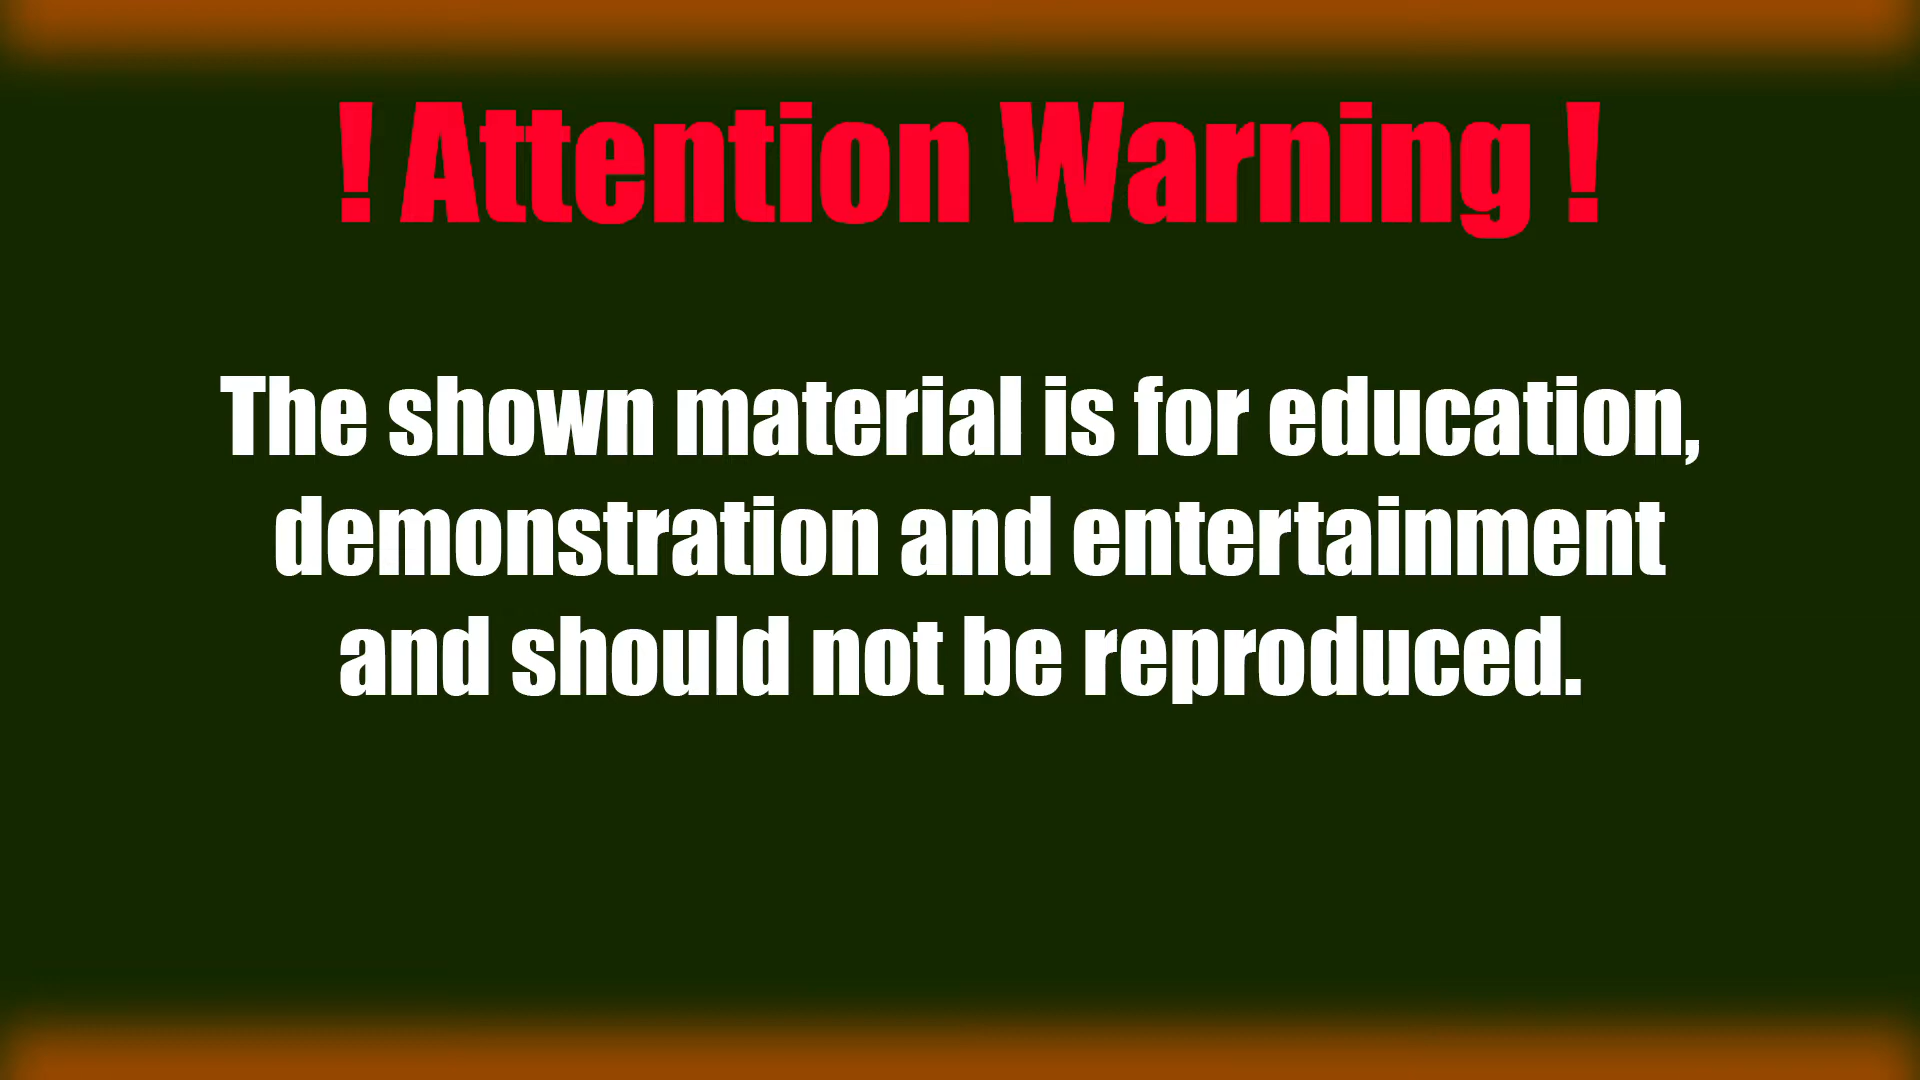 ! Attention Warning !
The shown material is for education,
demonstration and entertainment
and should not be reproduced.